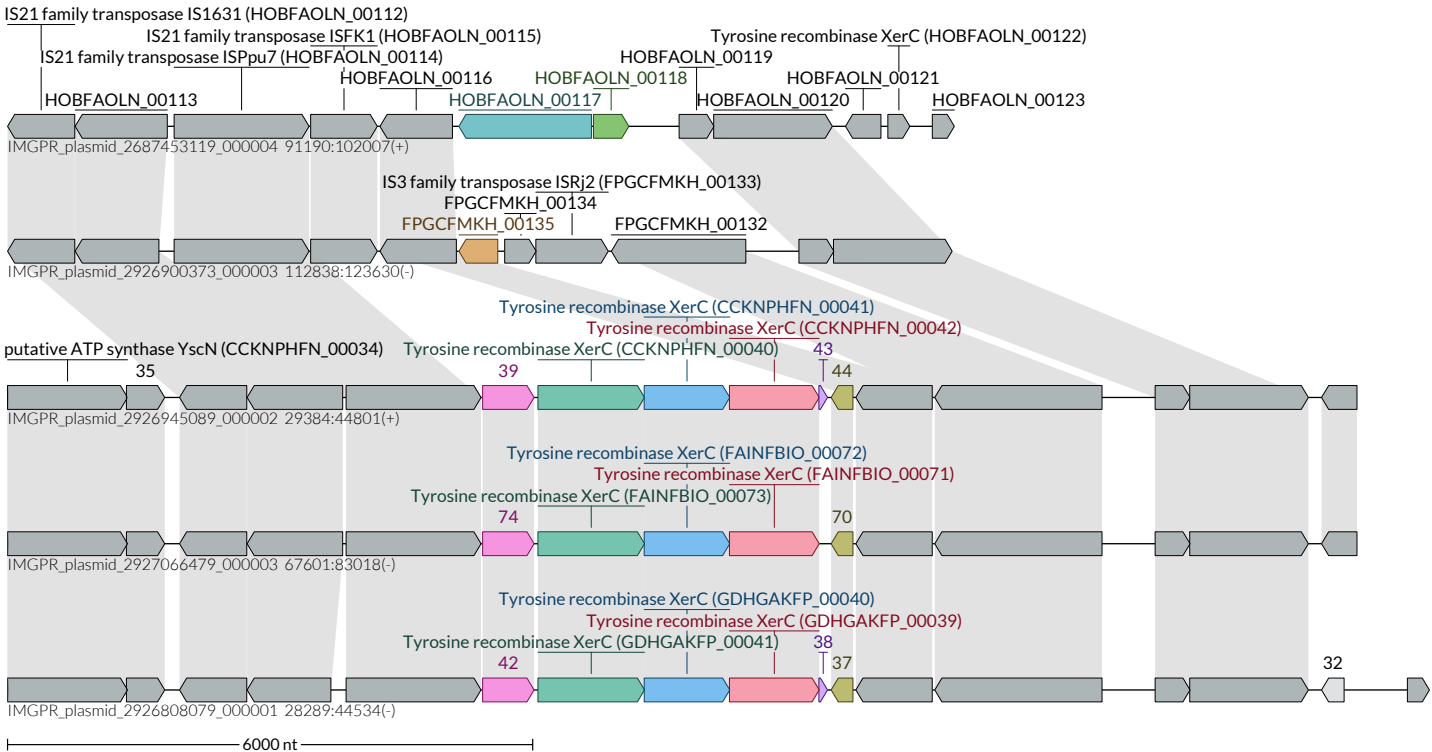 IS21 family transposase IS1631 (HOBFAOLN_00112)
IS21 family transposase ISFK1 (HOBFAOLN_00115)
Tyrosine recombinase XerC (HOBFAOLN_00122)
IS21 family transposase ISPpu7 (HOBFAOLN_00114)
HOBFAOLN_00119
HOBFAOLN_00116
HOBFAOLN_00118
HOBFAOLN_00121
HOBFAOLN_00113
HOBFAOLN_00117
HOBFAOLN_00120
HOBFAOLN_00123
IMGPR_plasmid_2687453119_000004 91190:102007(+)
IS3 family transposase ISRj2 (FPGCFMKH_00133)
FPGCFMKH_00134
FPGCFMKH_00135
FPGCFMKH_00132
IMGPR_plasmid_2926900373_000003 112838:123630(-)
Tyrosine recombinase XerC (CCKNPHFN_00041)
Tyrosine recombinase XerC (CCKNPHFN_00042)
putative ATP synthase YscN (CCKNPHFN_00034)
Tyrosine recombinase XerC (CCKNPHFN_00040)
43
35
39
44
IMGPR_plasmid_2926945089_000002 29384:44801(+)
Tyrosine recombinase XerC (FAINFBIO_00072)
Tyrosine recombinase XerC (FAINFBIO_00071)
Tyrosine recombinase XerC (FAINFBIO_00073)
74
70
IMGPR_plasmid_2927066479_000003 67601:83018(-)
Tyrosine recombinase XerC (GDHGAKFP_00040)
Tyrosine recombinase XerC (GDHGAKFP_00039)
Tyrosine recombinase XerC (GDHGAKFP_00041)
38
42
37
32
IMGPR_plasmid_2926808079_000001 28289:44534(-)
6000 nt